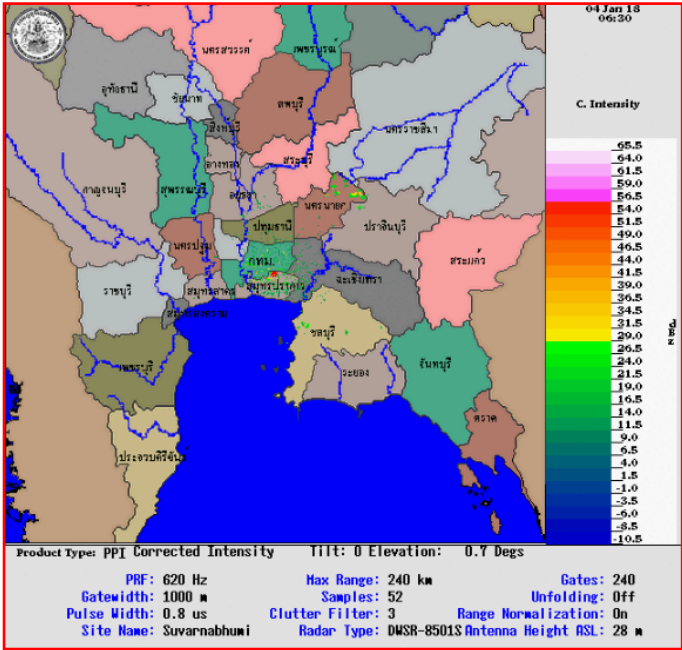 04 Jan 18
06:30
C. Intensity
65.5
64.0
61.5
59.0
56.5
54.0
51.5
49.0
46.5
44.0
41.5
39.0
36.5
34.0
31.5
29.0
26.5
24.0
21.5
19.0
16.5
14.0
11.5
9.0
6.5
4.0
1.5
-1.0
-3.5
-6.0
-8.5
-10.5
นครสวรรค์
เพชรบูรณ์
อุทัยธานี
ชัยนาท
ลพบุรี
สิงห์บุรี
นครราชสีมา
อ่างทอง
สระบุรี
กาญจนบุรี
สุพรรณบุรี
อยุธยา
นครนายก
ปราจีนบุรี
ปทุมธานี
นครปฐม
สระแก้ว
กทม.
ฉะเชิงเทรา
ราชบุรี
สมุทรสาคร
สมุทรปราการ
สมุทรสงคราม
ชลบุรี
เพชรบุรี
ระยอง
จันทบุรี
ตราด
ประจวบคีรีขันธ์
Product Type: PPI Corrected Intensity Tilt: 0 Elevation: 0.7 Degs
PRF: 620 Hz Max Range: 240 km Gates: 240
Gatewidth: 1000 m Samples: 52 Unfolding: Off
Pulse Width: 0.8 us Clutter Filter: 3 Range Normalization: On
Site Name: Suvarnabhumi Radar Type: DWSR-8501S Antenna Height ASL: 28 m